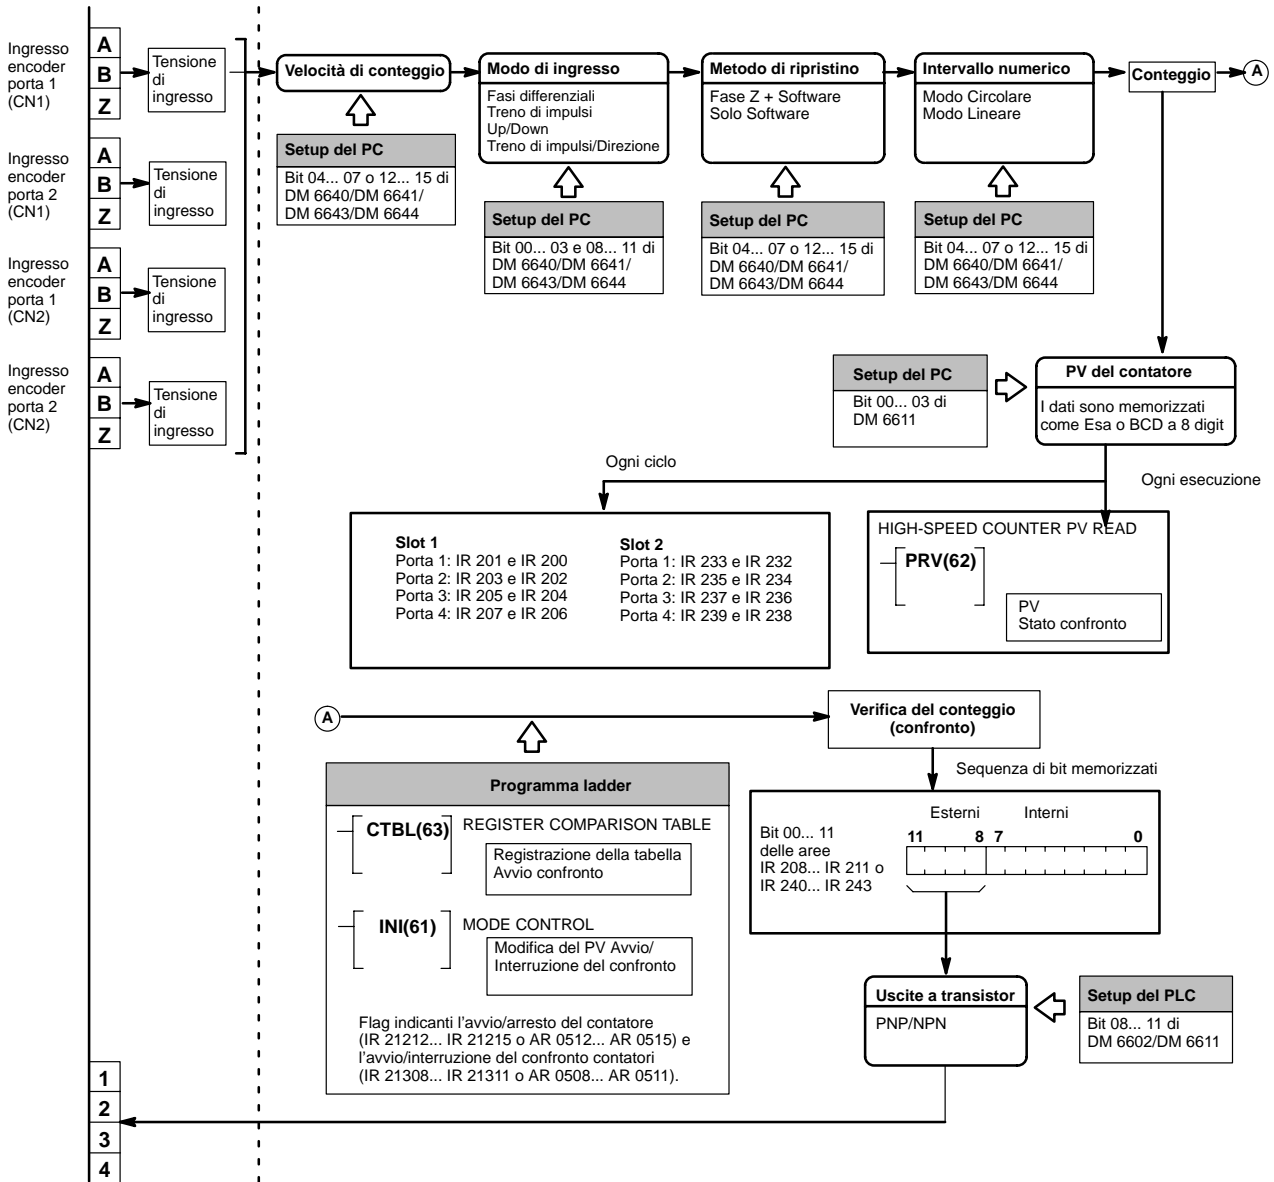 Ingresso
encoder
porta 1
(CN1)
A
B
Z
Tensione
di
ingresso
Ingresso
encoder
porta 2
(CN1)
A
B
Z
Tensione
di
ingresso
Ingresso
encoder
porta 1
(CN2)
A
B
Z
Tensione
di
ingresso
Ingresso
encoder
porta 2
(CN2)
A
B
Z
Tensione
di
ingresso
Velocità di conteggio
Setup del PC
Bit 04... 07 o 12... 15 di
DM 6640/DM 6641/
DM 6643/DM 6644
Modo di ingresso
Fasi differenziali
Treno di impulsi
Up/Down
Treno di impulsi/Direzione
Setup del PC
Bit 00... 03 e 08... 11 di
DM 6640/DM 6641/
DM 6643/DM 6644
Metodo di ripristino
Fase Z + Software
Solo Software
Setup del PC
Bit 04... 07 o 12... 15 di
DM 6640/DM 6641/
DM 6643/DM 6644
Intervallo numerico
Modo Circolare
Modo Lineare
Setup del PC
Bit 04... 07 o 12... 15 di
DM 6640/DM 6641/
DM 6643/DM 6644
Conteggio
A
Setup del PC
Bit 00... 03 di
DM 6611
PV del contatore
I dati sono memorizzati
come Esa o BCD a 8 digit
Ogni ciclo
Ogni esecuzione
Slot 1
Porta 1: IR 201 e IR 200
Porta 2: IR 203 e IR 202
Porta 3: IR 205 e IR 204
Porta 4: IR 207 e IR 206
Slot 2
Porta 1: IR 233 e IR 232
Porta 2: IR 235 e IR 234
Porta 3: IR 237 e IR 236
Porta 4: IR 239 e IR 238
HIGH-SPEED COUNTER PV READ
PRV(62)
PV
Stato confronto
A
Verifica del conteggio
(confronto)
Sequenza di bit memorizzati
Programma ladder
CTBL(63)
REGISTER COMPARISON TABLE
Registrazione della tabella
Avvio confronto
INI(61)
MODE CONTROL
Modifica del PV Avvio/
Interruzione del confronto
Flag indicanti l'avvio/arresto del contatore
(IR 21212... IR 21215 o AR 0512... AR 0515) e
l'avvio/interruzione del confronto contatori
(IR 21308... IR 21311 o AR 0508... AR 0511).
Esterni Interni
Bit 00... 11
delle aree
IR 208... IR 211 o
IR 240... IR 243
11 8 7 0
Uscite a transistor
PNP/NPN
Setup del PLC
Bit 08... 11 di
DM 6602/DM 6611
1
2
3
4